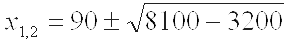 x₁,₂ = 90 ± √(8100 − 3200)